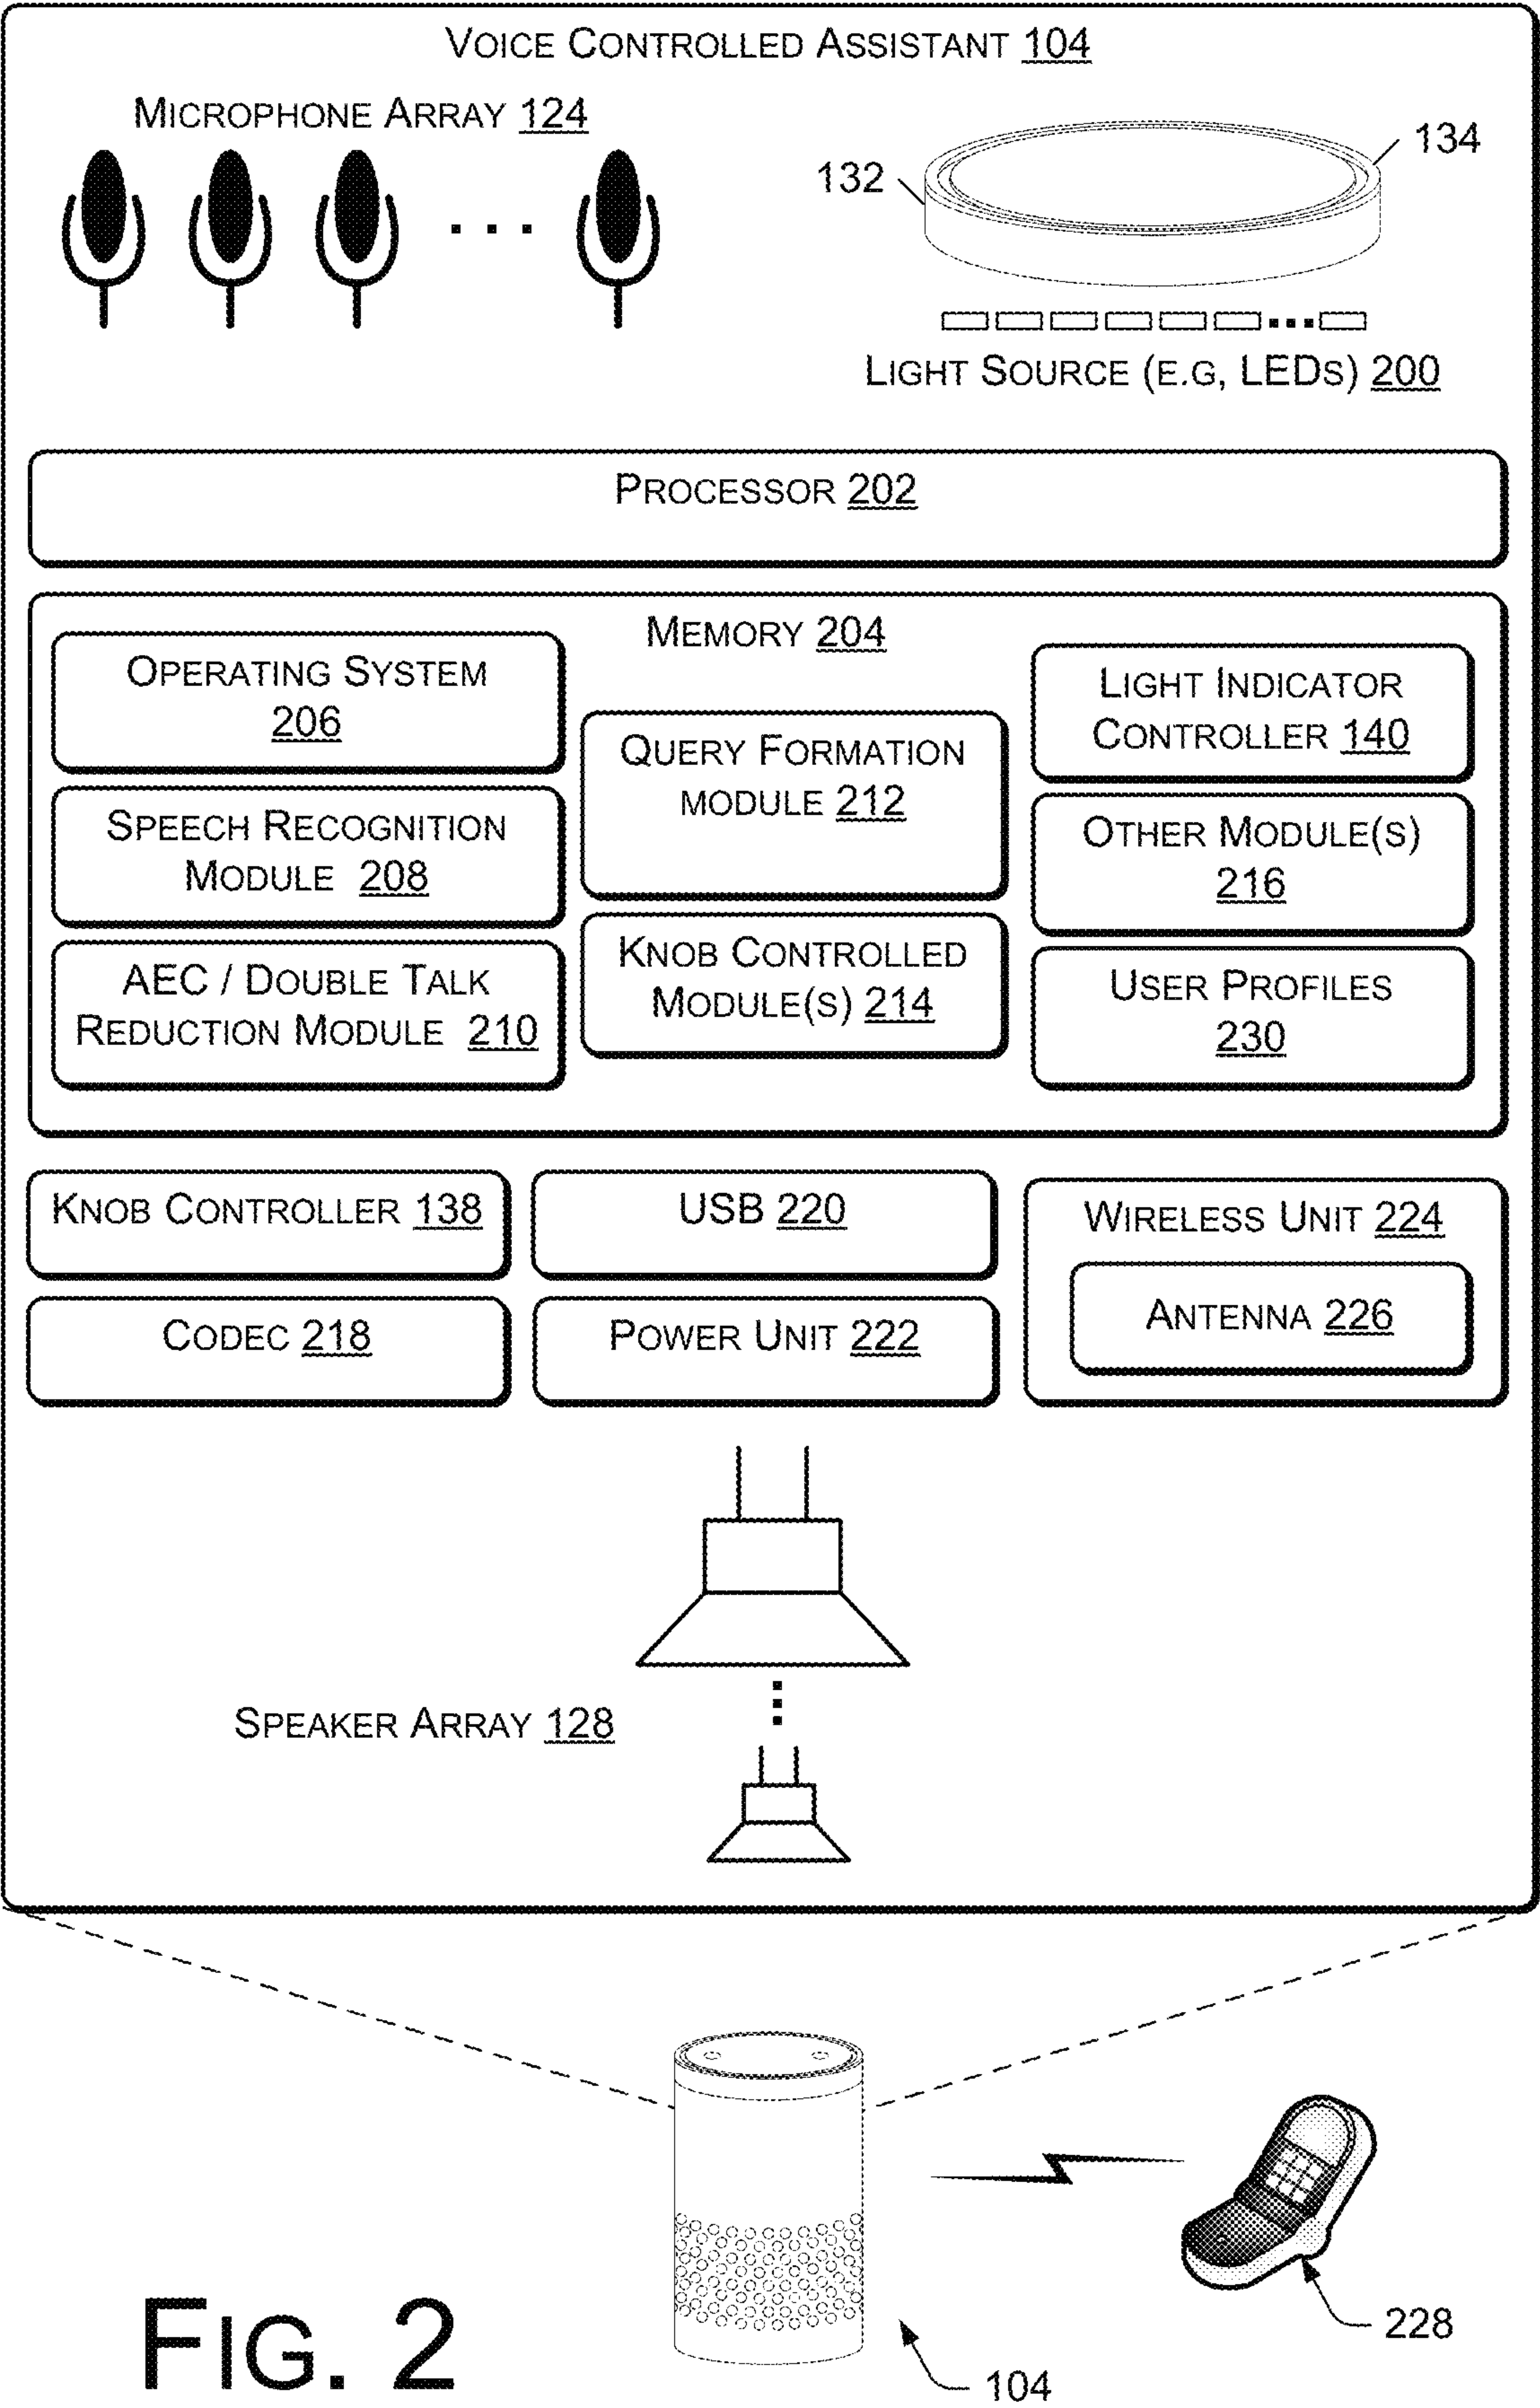 VOICE CONTROLLED ASSISTANT 104
MICROPHONE ARRAY 124
134
132
LIGHT SOURCE (E.G, LEDS) 200
PROCESSOR 202
MEMORY 204
OPERATING SYSTEM
206
SPEECH RECOGNITION
MODULE 208
AEC / DOUBLE TALK
REDUCTION MODULE 210
QUERY FORMATION
MODULE 212
KNOB CONTROLLED
MODULE(S) 214
LIGHT INDICATOR
CONTROLLER 140
OTHER MODULE(S)
216
USER PROFILES
230
KNOB CONTROLLER 138
USB 220
WIRELESS UNIT 224
ANTENNA 226
CODEC 218
POWER UNIT 222
SPEAKER ARRAY 128
228
104
FIG. 2